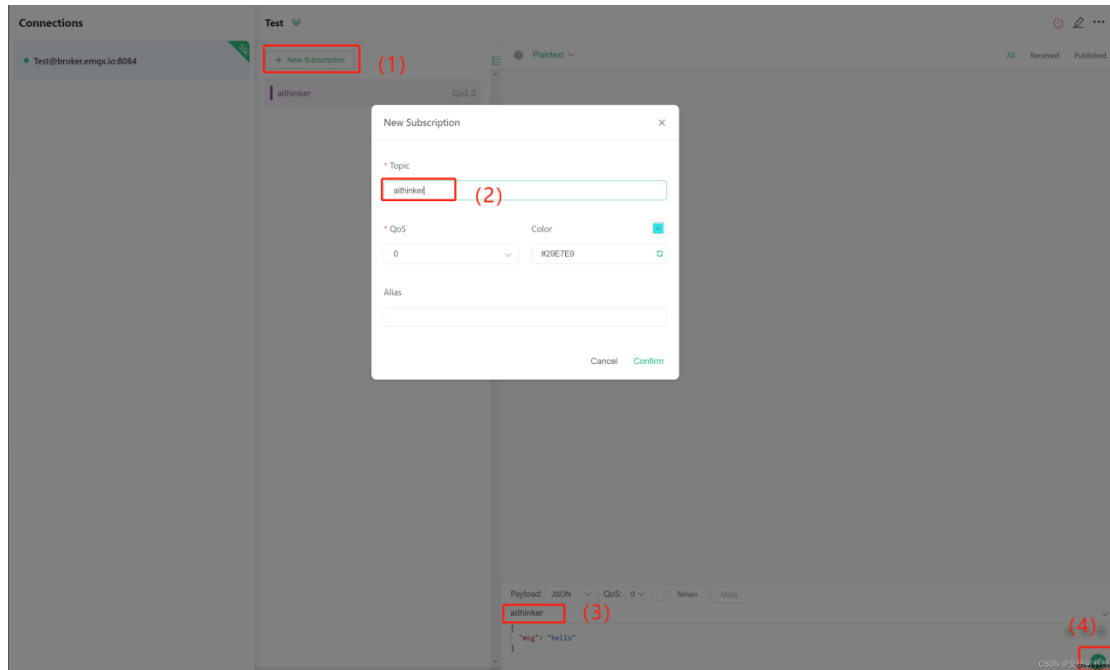 Connections
Test
SSL
Test@broker.emqx.io:8084
+ New Subscription
(1)
Plaintext
All Received Published
aithinker QoS 0
New Subscription
* Topic
aithinker
(2)
* QoS Color
0 #29E7E9
Alias
Cancel Confirm
Payload: JSON QoS: 0 Retain Meta
aithinker
(3)
{
"msg": "hello"
}
(4)
CSDN